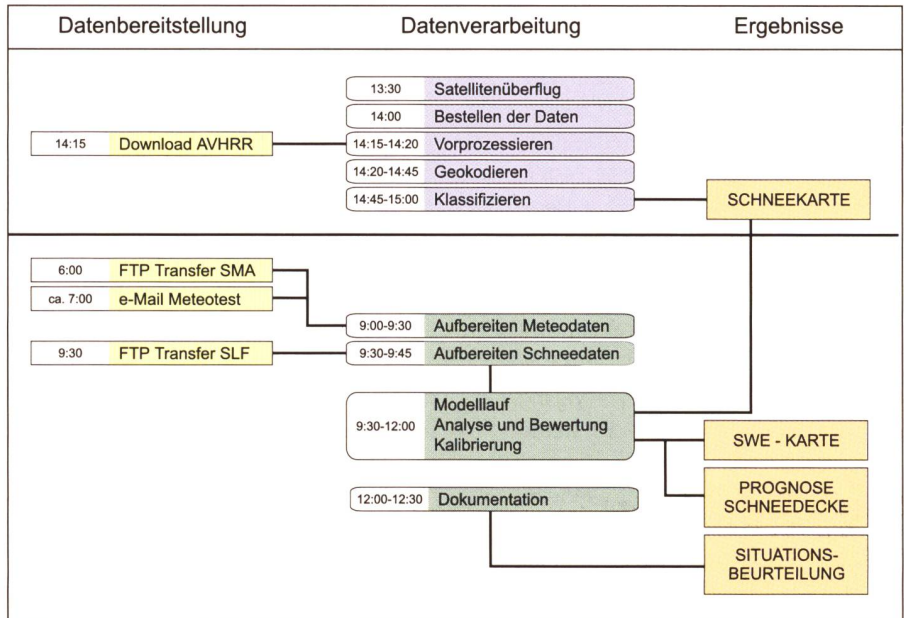 Datenbereitstellung
Datenverarbeitung
Ergebnisse
13:30 Satellitenüberflug
14:00 Bestellen der Daten
14:15 Download AVHRR
14:15-14:20 Vorprozessieren
14:20-14:45 Geokodieren
14:45-15:00 Klassifizieren
SCHNEEKARTE
6:00 FTP Transfer SMA
ca. 7:00 e-Mail Meteotest
9:00-9:30 Aufbereiten Meteodaten
9:30 FTP Transfer SLF
9:30-9:45 Aufbereiten Schneedaten
9:30-12:00
Modelllauf
Analyse und Bewertung
Kalibrierung
SWE - KARTE
PROGNOSE
SCHNEEDECKE
12:00-12:30 Dokumentation
SITUATIONS-
BEURTEILUNG